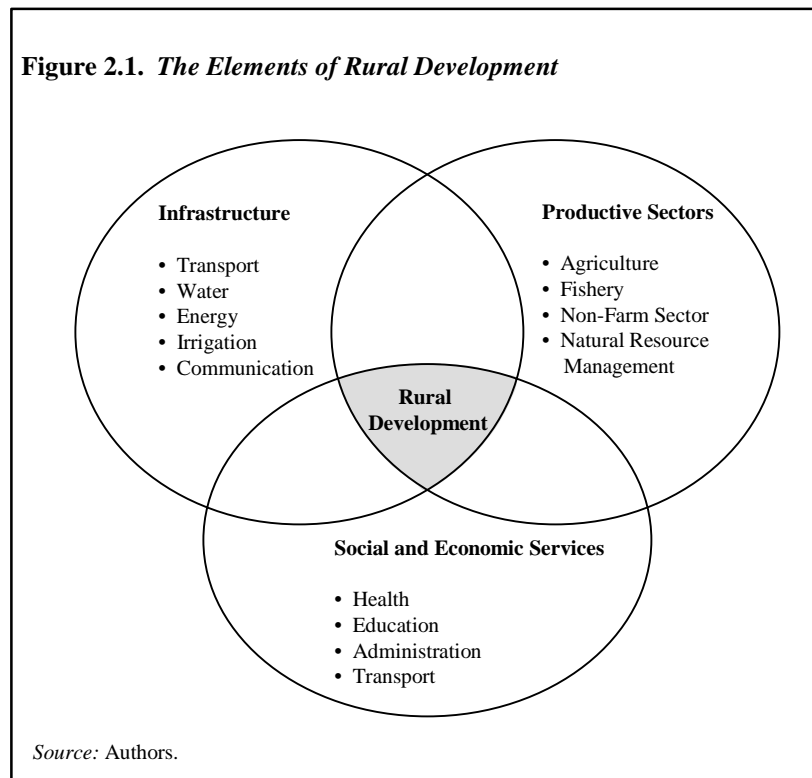 Figure 2.1. The Elements of Rural Development
Infrastructure
• Transport
• Water
• Energy
• Irrigation
• Communication
Productive Sectors
• Agriculture
• Fishery
• Non-Farm Sector
• Natural Resource
Management
Rural
Development
Social and Economic Services
• Health
• Education
• Administration
• Transport
Source: Authors.